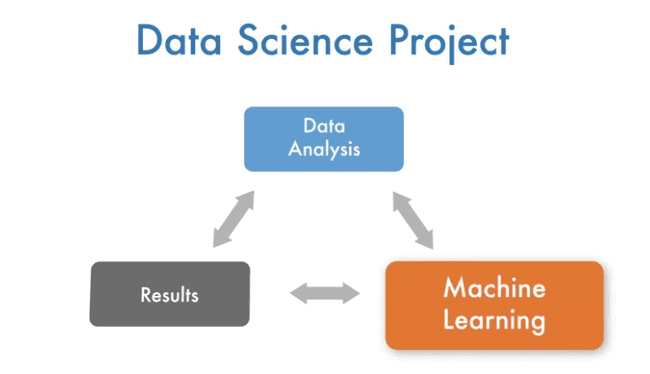 Data Science Project
Data
Analysis
Results
Machine
Learning